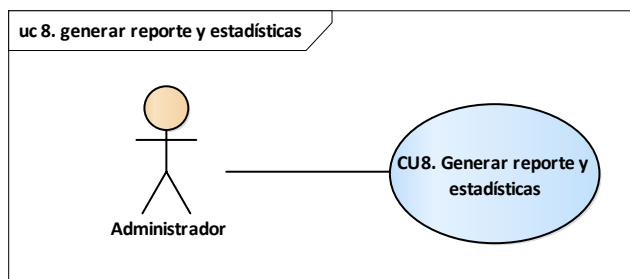 uc 8. generar reporte y estadísticas
CU8. Generar reporte y
estadísticas
Administrador